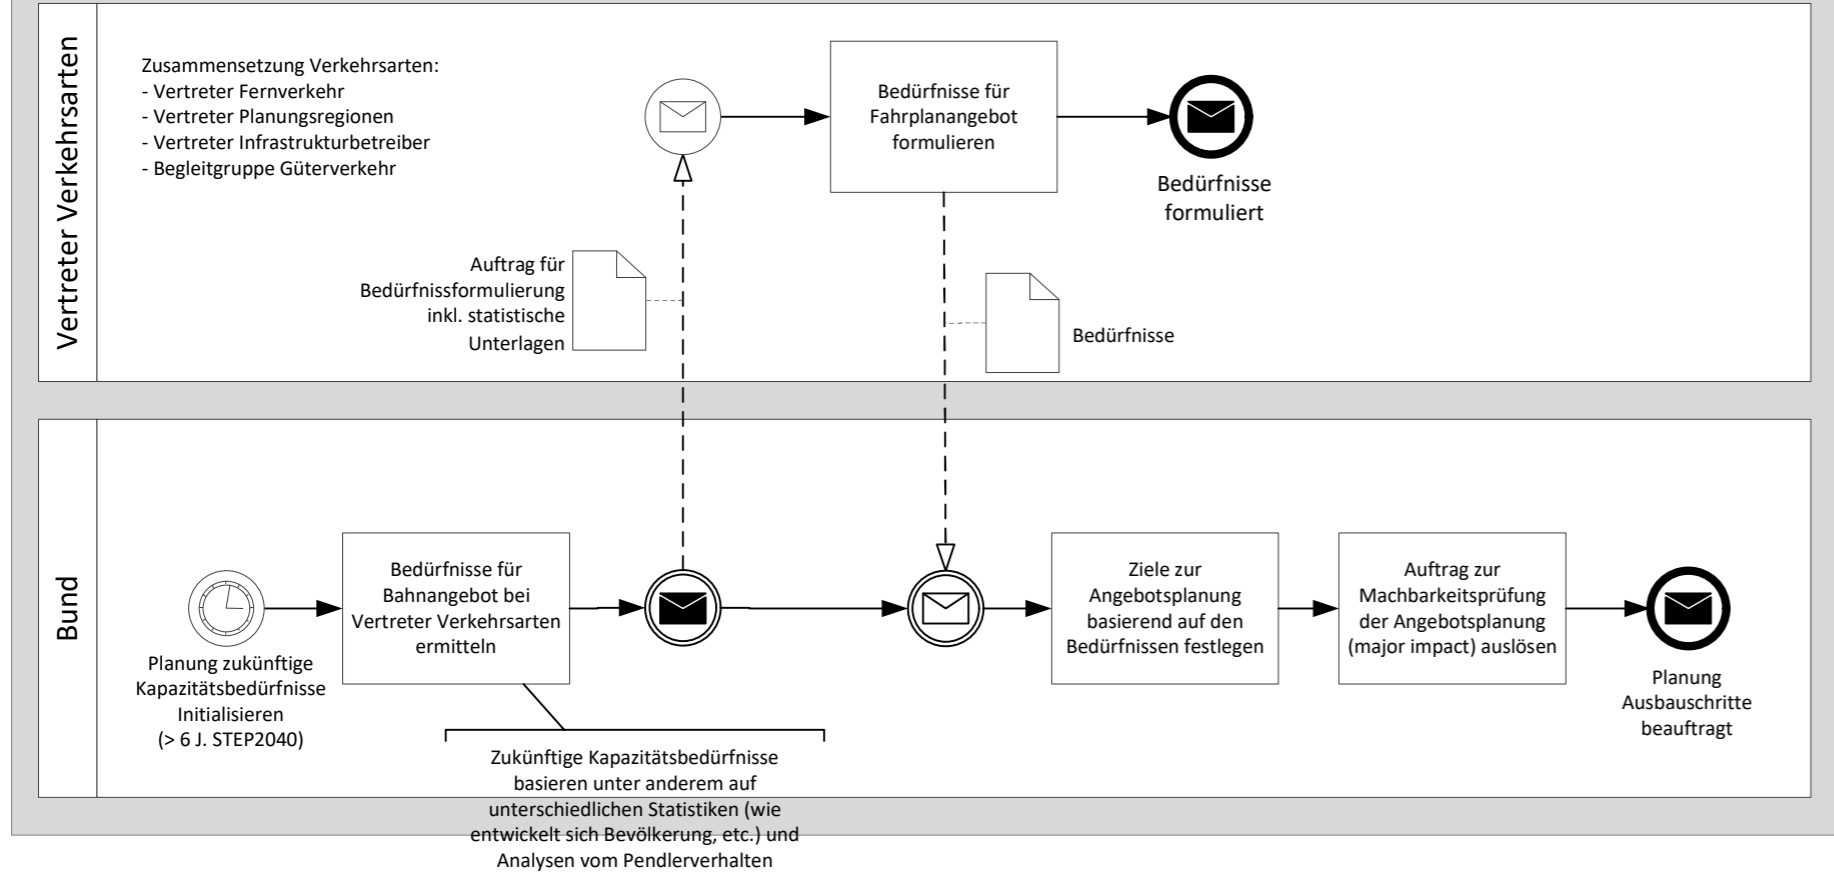 Vertreter Verkehrsarten
Zusammensetzung Verkehrsarten:
- Vertreter Fernverkehr
- Vertreter Planungsregionen
- Vertreter Infrastrukturbetreiber
- Begleitgruppe Güterverkehr
Bedürfnisse für
Fahrplanangebot
formulieren
Bedürfnisse
formuliert
Auftrag für
Bedürfnissformulierung
inkl. statistische
Unterlagen
Bedürfnisse
Bund
Planung zukünftige
Kapazitätsbedürfnisse
Initialisieren
(> 6 J. STEP2040)
Bedürfnisse für
Bahnangebot bei
Vertreter Verkehrsarten
ermitteln
Ziele zur
Angebotsplanung
basierend auf den
Bedürfnissen festlegen
Auftrag zur
Machbarkeitsprüfung
der Angebotsplanung
(major impact) auslösen
Planung
Ausbauschritte
beauftragt
Zukünftige Kapazitätsbedürfnisse
basieren unter anderem auf
unterschiedlichen Statistiken (wie
entwickelt sich Bevölkerung, etc.) und
Analysen vom Pendlerverhalten